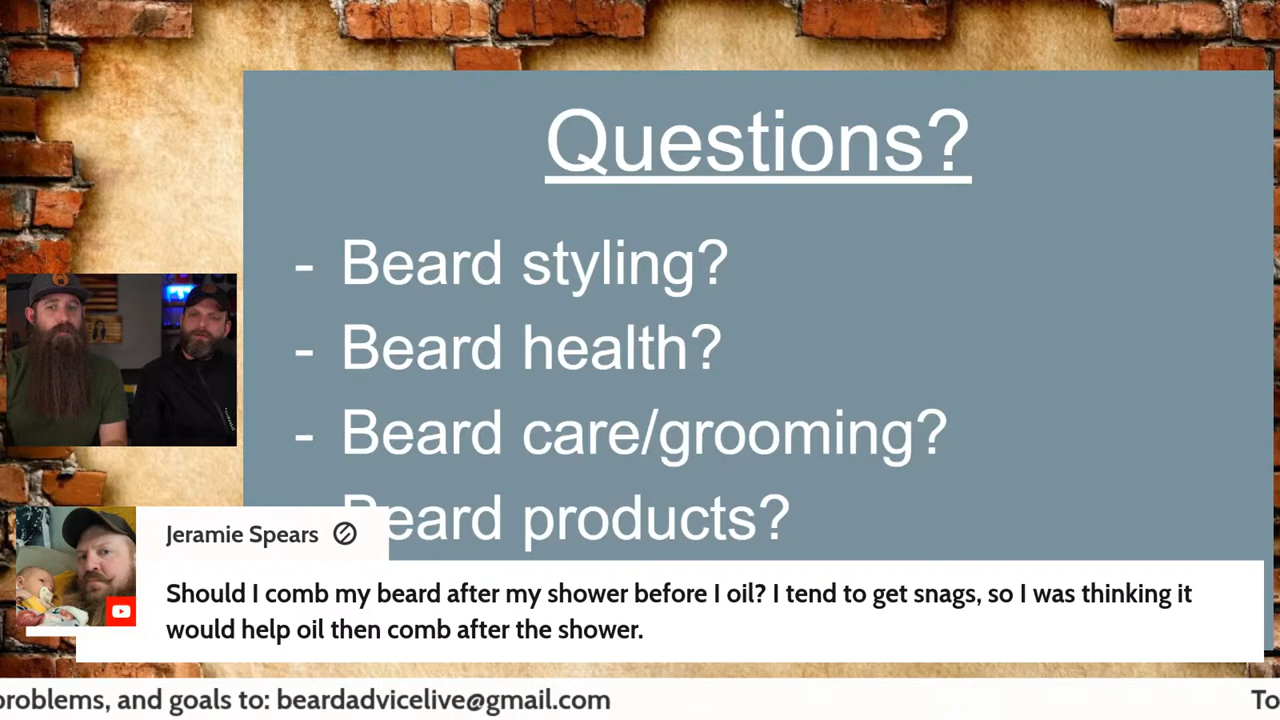 Questions?
- Beard styling?
- Beard health?
- Beard care/grooming?
Beard products?
Jeramie Spears
Should I comb my beard after my shower before I oil? I tend to get snags, so I was thinking it
would help oil then comb after the shower.
problems, and goals to: beardadvicelive@gmail.com
To